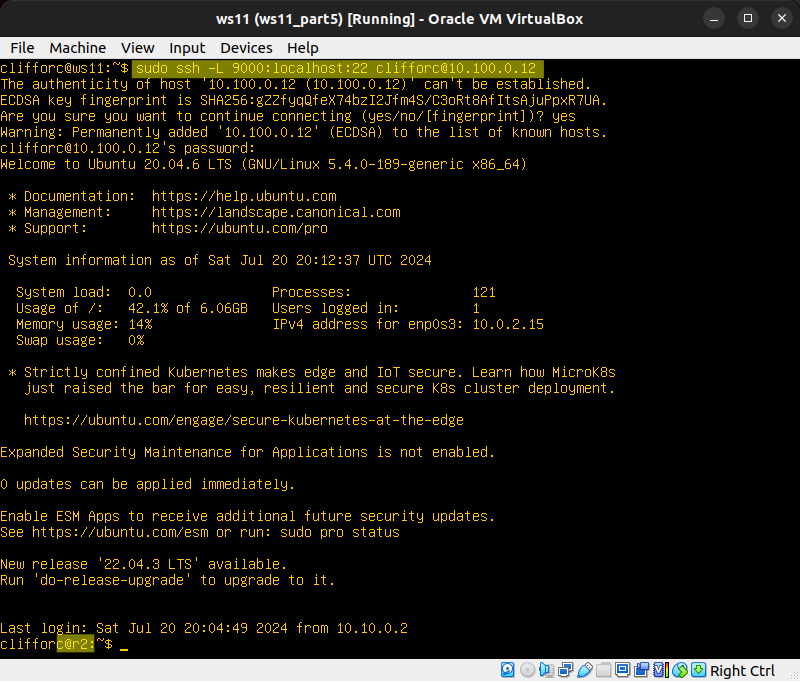 ws11 (ws11_part5) [Running] - Oracle VM VirtualBox
File Machine View Input Devices Help
clifforc@ws11:~$ sudo ssh -L 9000:localhost:22 clifforc@10.100.0.12
The authenticity of host '10.100.0.12 (10.100.0.12)' can't be established.
ECDSA key fingerprint is SHA256:gZZfyqQfeX74bzI2Jfm4S/C3oRt8AfItsAjuPpxR7UA.
Are you sure you want to continue connecting (yes/no/[fingerprint])? yes
Warning: Permanently added '10.100.0.12' (ECDSA) to the list of known hosts.
clifforc@10.100.0.12's password:
Welcome to Ubuntu 20.04.6 LTS (GNU/Linux 5.4.0-189-generic x86_64)
* Documentation: https://help.ubuntu.com
* Management: https://landscape.canonical.com
* Support: https://ubuntu.com/pro
System information as of Sat Jul 20 20:12:37 UTC 2024
System load: 0.0 Processes: 121
Usage of /: 42.1% of 6.06GB Users logged in: 1
Memory usage: 14% IPv4 address for enp0s3: 10.0.2.15
Swap usage: 0%
* Strictly confined Kubernetes makes edge and IoT secure. Learn how MicroK8s
just raised the bar for easy, resilient and secure K8s cluster deployment.
https://ubuntu.com/engage/secure-kubernetes-at-the-edge
Expanded Security Maintenance for Applications is not enabled.
0 updates can be applied immediately.
Enable ESM Apps to receive additional future security updates.
See https://ubuntu.com/esm or run: sudo pro status
New release '22.04.3 LTS' available.
Run 'do-release-upgrade' to upgrade to it.
Last login: Sat Jul 20 20:04:49 2024 from 10.10.0.2
clifforc@r2:~$ _
Right Ctrl